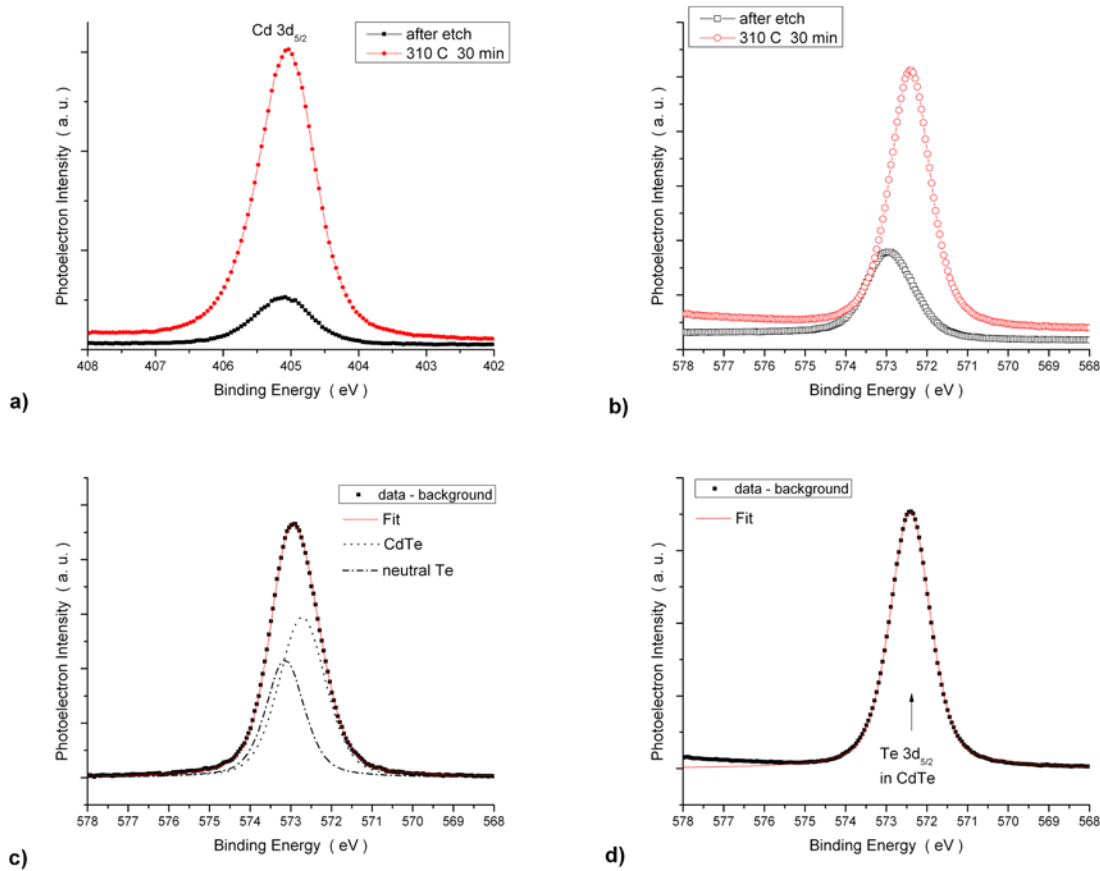 Cd 3d5/2
after etch
310 C 30 min
Photoelectron Intensity ( a. u. )
408 407 406 405 404 403 402
Binding Energy ( eV )
a)
after etch
310 C 30 min
Photoelectron Intensity ( a. u. )
578 577 576 575 574 573 572 571 570 569 568
Binding Energy ( eV )
b)
data - background
Fit
CdTe
neutral Te
Photoelectron Intensity ( a. u. )
578 577 576 575 574 573 572 571 570 569 568
Binding Energy ( eV )
c)
data - background
Fit
Te 3d5/2
in CdTe
Photoelectron Intensity ( a. u. )
578 577 576 575 574 573 572 571 570 569 568
Binding Energy ( eV )
d)